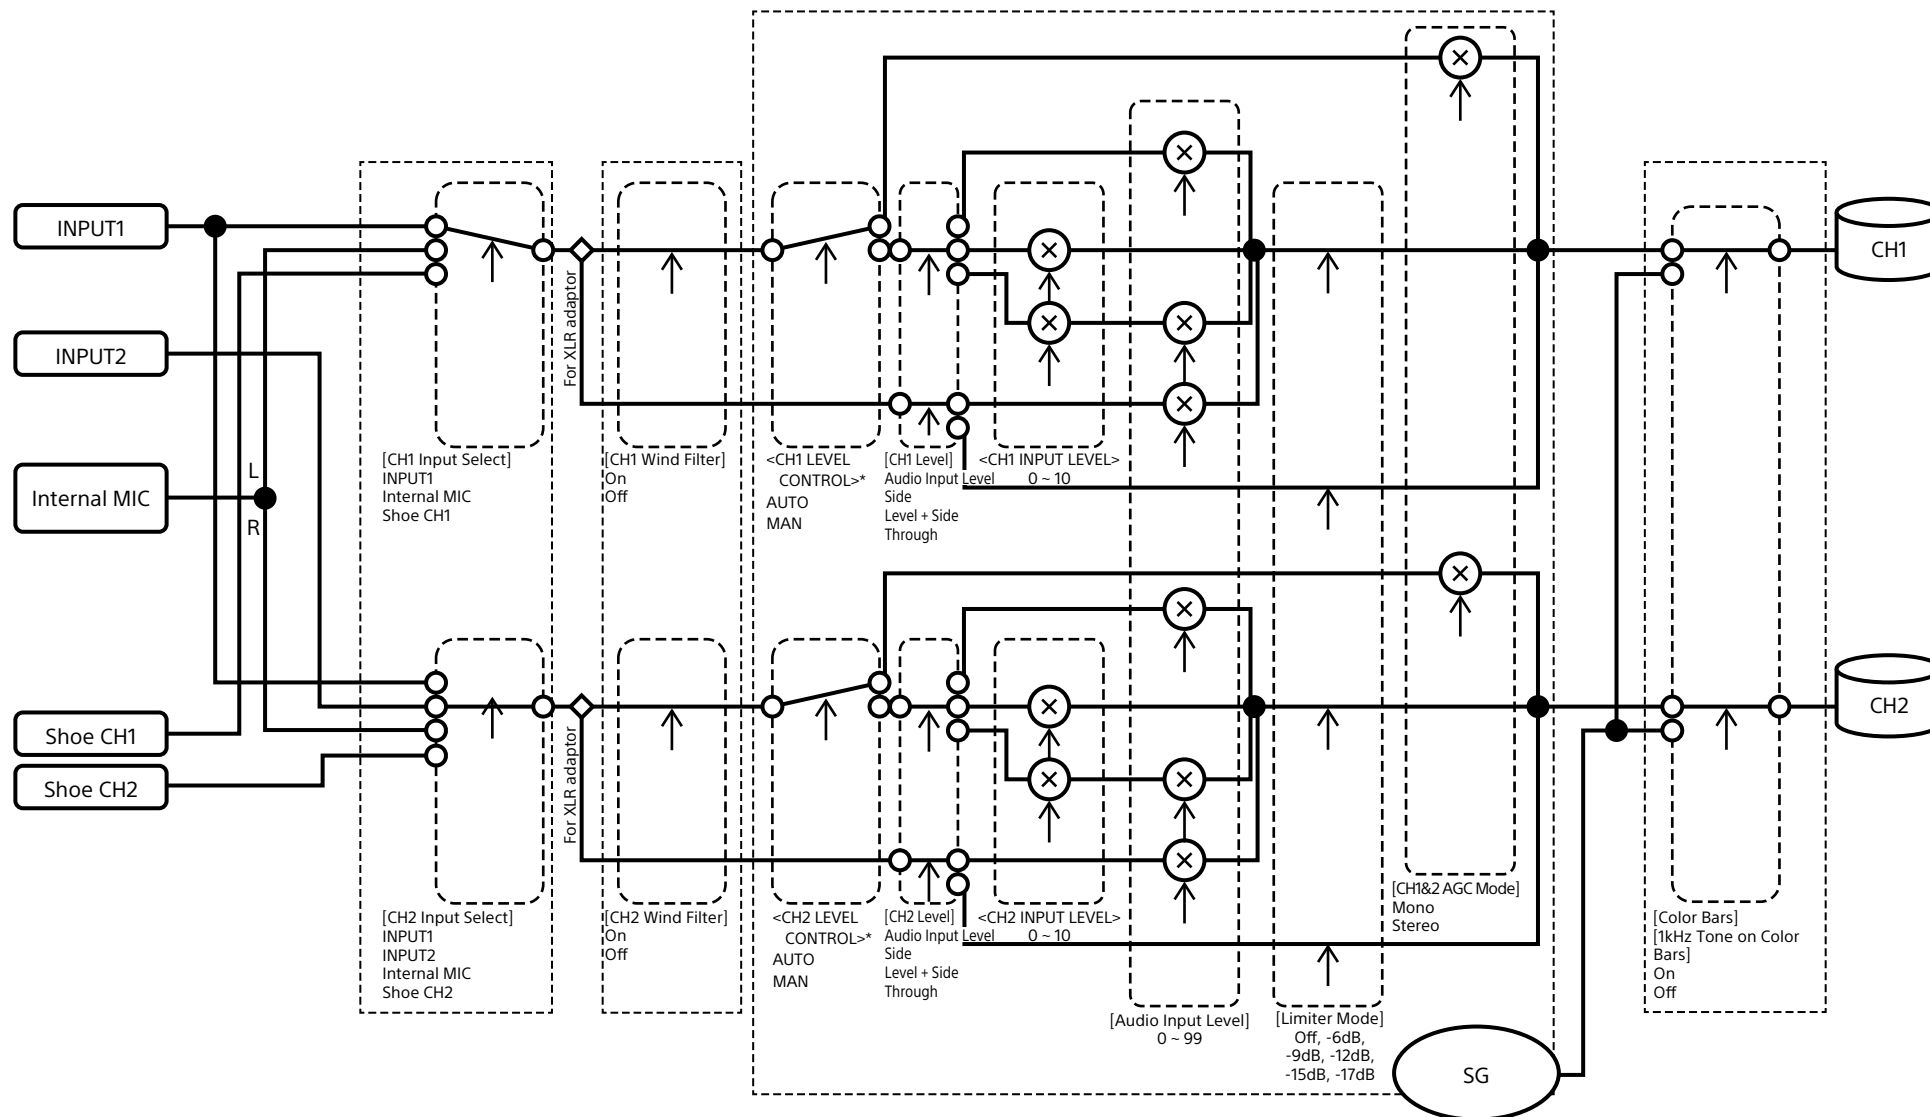 INPUT1
INPUT2
Internal MIC
L
R
Shoe CH1
Shoe CH2
For XLR adaptor
[CH1 Input Select]
INPUT1
Internal MIC
Shoe CH1
[CH1 Wind Filter]
On
Off
<CH1 LEVEL
CONTROL>*
AUTO
MAN
[CH1 Level]
Audio Input Level
Side
Level + Side
Through
<CH1 INPUT LEVEL>
0 ~ 10
CH1
For XLR adaptor
[CH2 Input Select]
INPUT1
INPUT2
Internal MIC
Shoe CH2
[CH2 Wind Filter]
On
Off
<CH2 LEVEL
CONTROL>*
AUTO
MAN
[CH2 Level]
Audio Input Level
Side
Level + Side
Through
<CH2 INPUT LEVEL>
0 ~ 10
[Audio Input Level]
0 ~ 99
[Limiter Mode]
Off, -6dB,
-9dB, -12dB,
-15dB, -17dB
[CH1&2 AGC Mode]
Mono
Stereo
SG
[Color Bars]
[1kHz Tone on Color
Bars]
On
Off
CH2